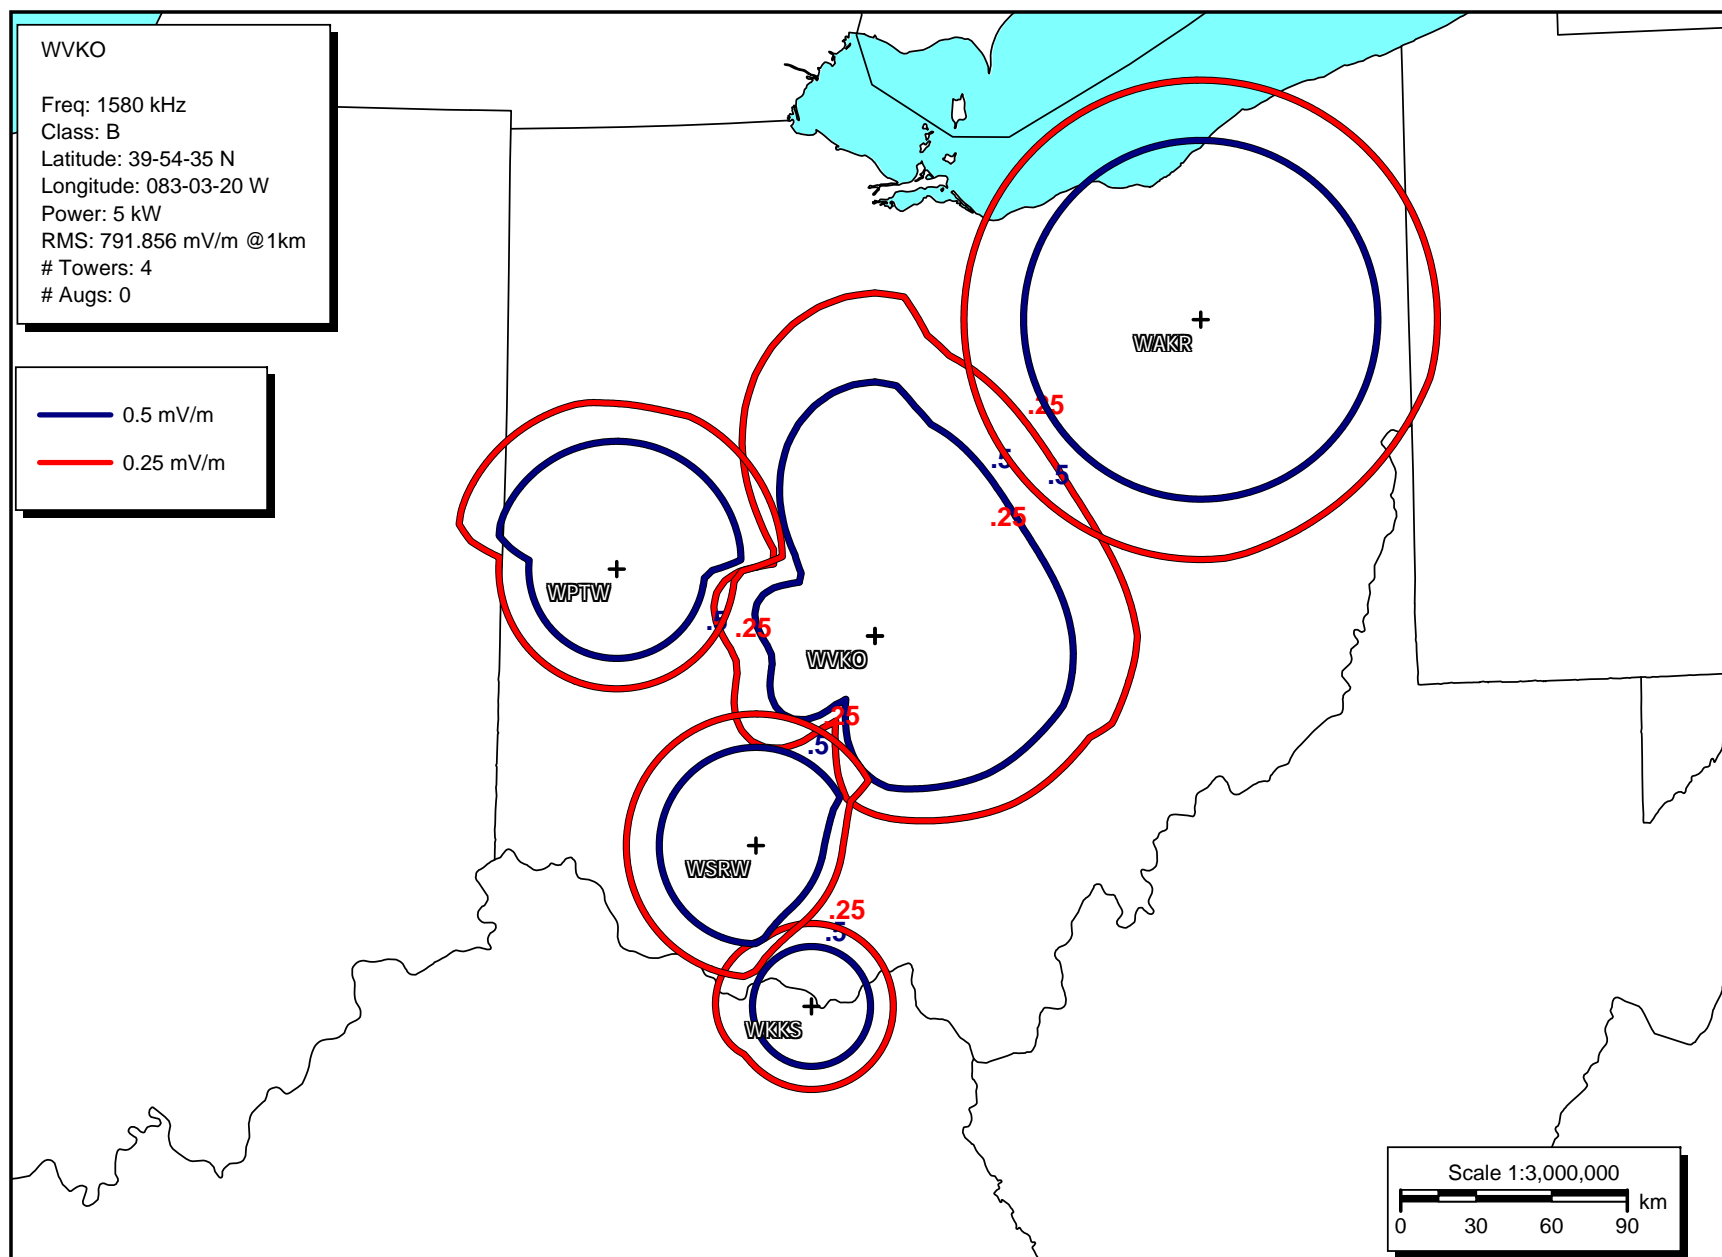 WVKO
Freq: 1580 kHz
Class: B
Latitude: 39-54-35 N
Longitude: 083-03-20 W
Power: 5 kW
RMS: 791.856 mV/m @1km
# Towers: 4
# Augs: 0
0.5 mV/m
0.25 mV/m
WAKR
.25
.5
.5
.25
WPTW
.5
.25
WVKO
.25
.5
WSRW
.25
.5
WKKS
Scale 1:3,000,000
km
0 30 60 90